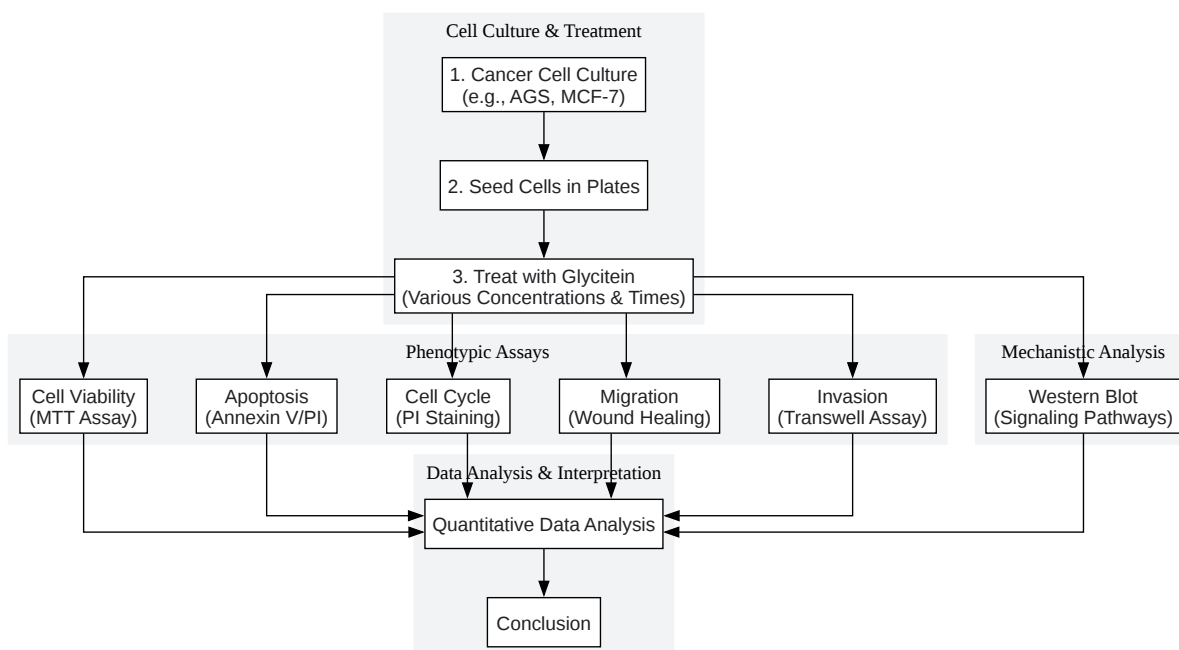 Cell Culture & Treatment
1. Cancer Cell Culture
(e.g., AGS, MCF-7)
2. Seed Cells in Plates
3. Treat with Glycitein
(Various Concentrations & Times)
Phenotypic Assays
Mechanistic Analysis
Cell Viability
(MTT Assay)
Apoptosis
(Annexin V/PI)
Cell Cycle
(PI Staining)
Migration
(Wound Healing)
Invasion
(Transwell Assay)
Western Blot
(Signaling Pathways)
Data Analysis & Interpretation
Quantitative Data Analysis
Conclusion